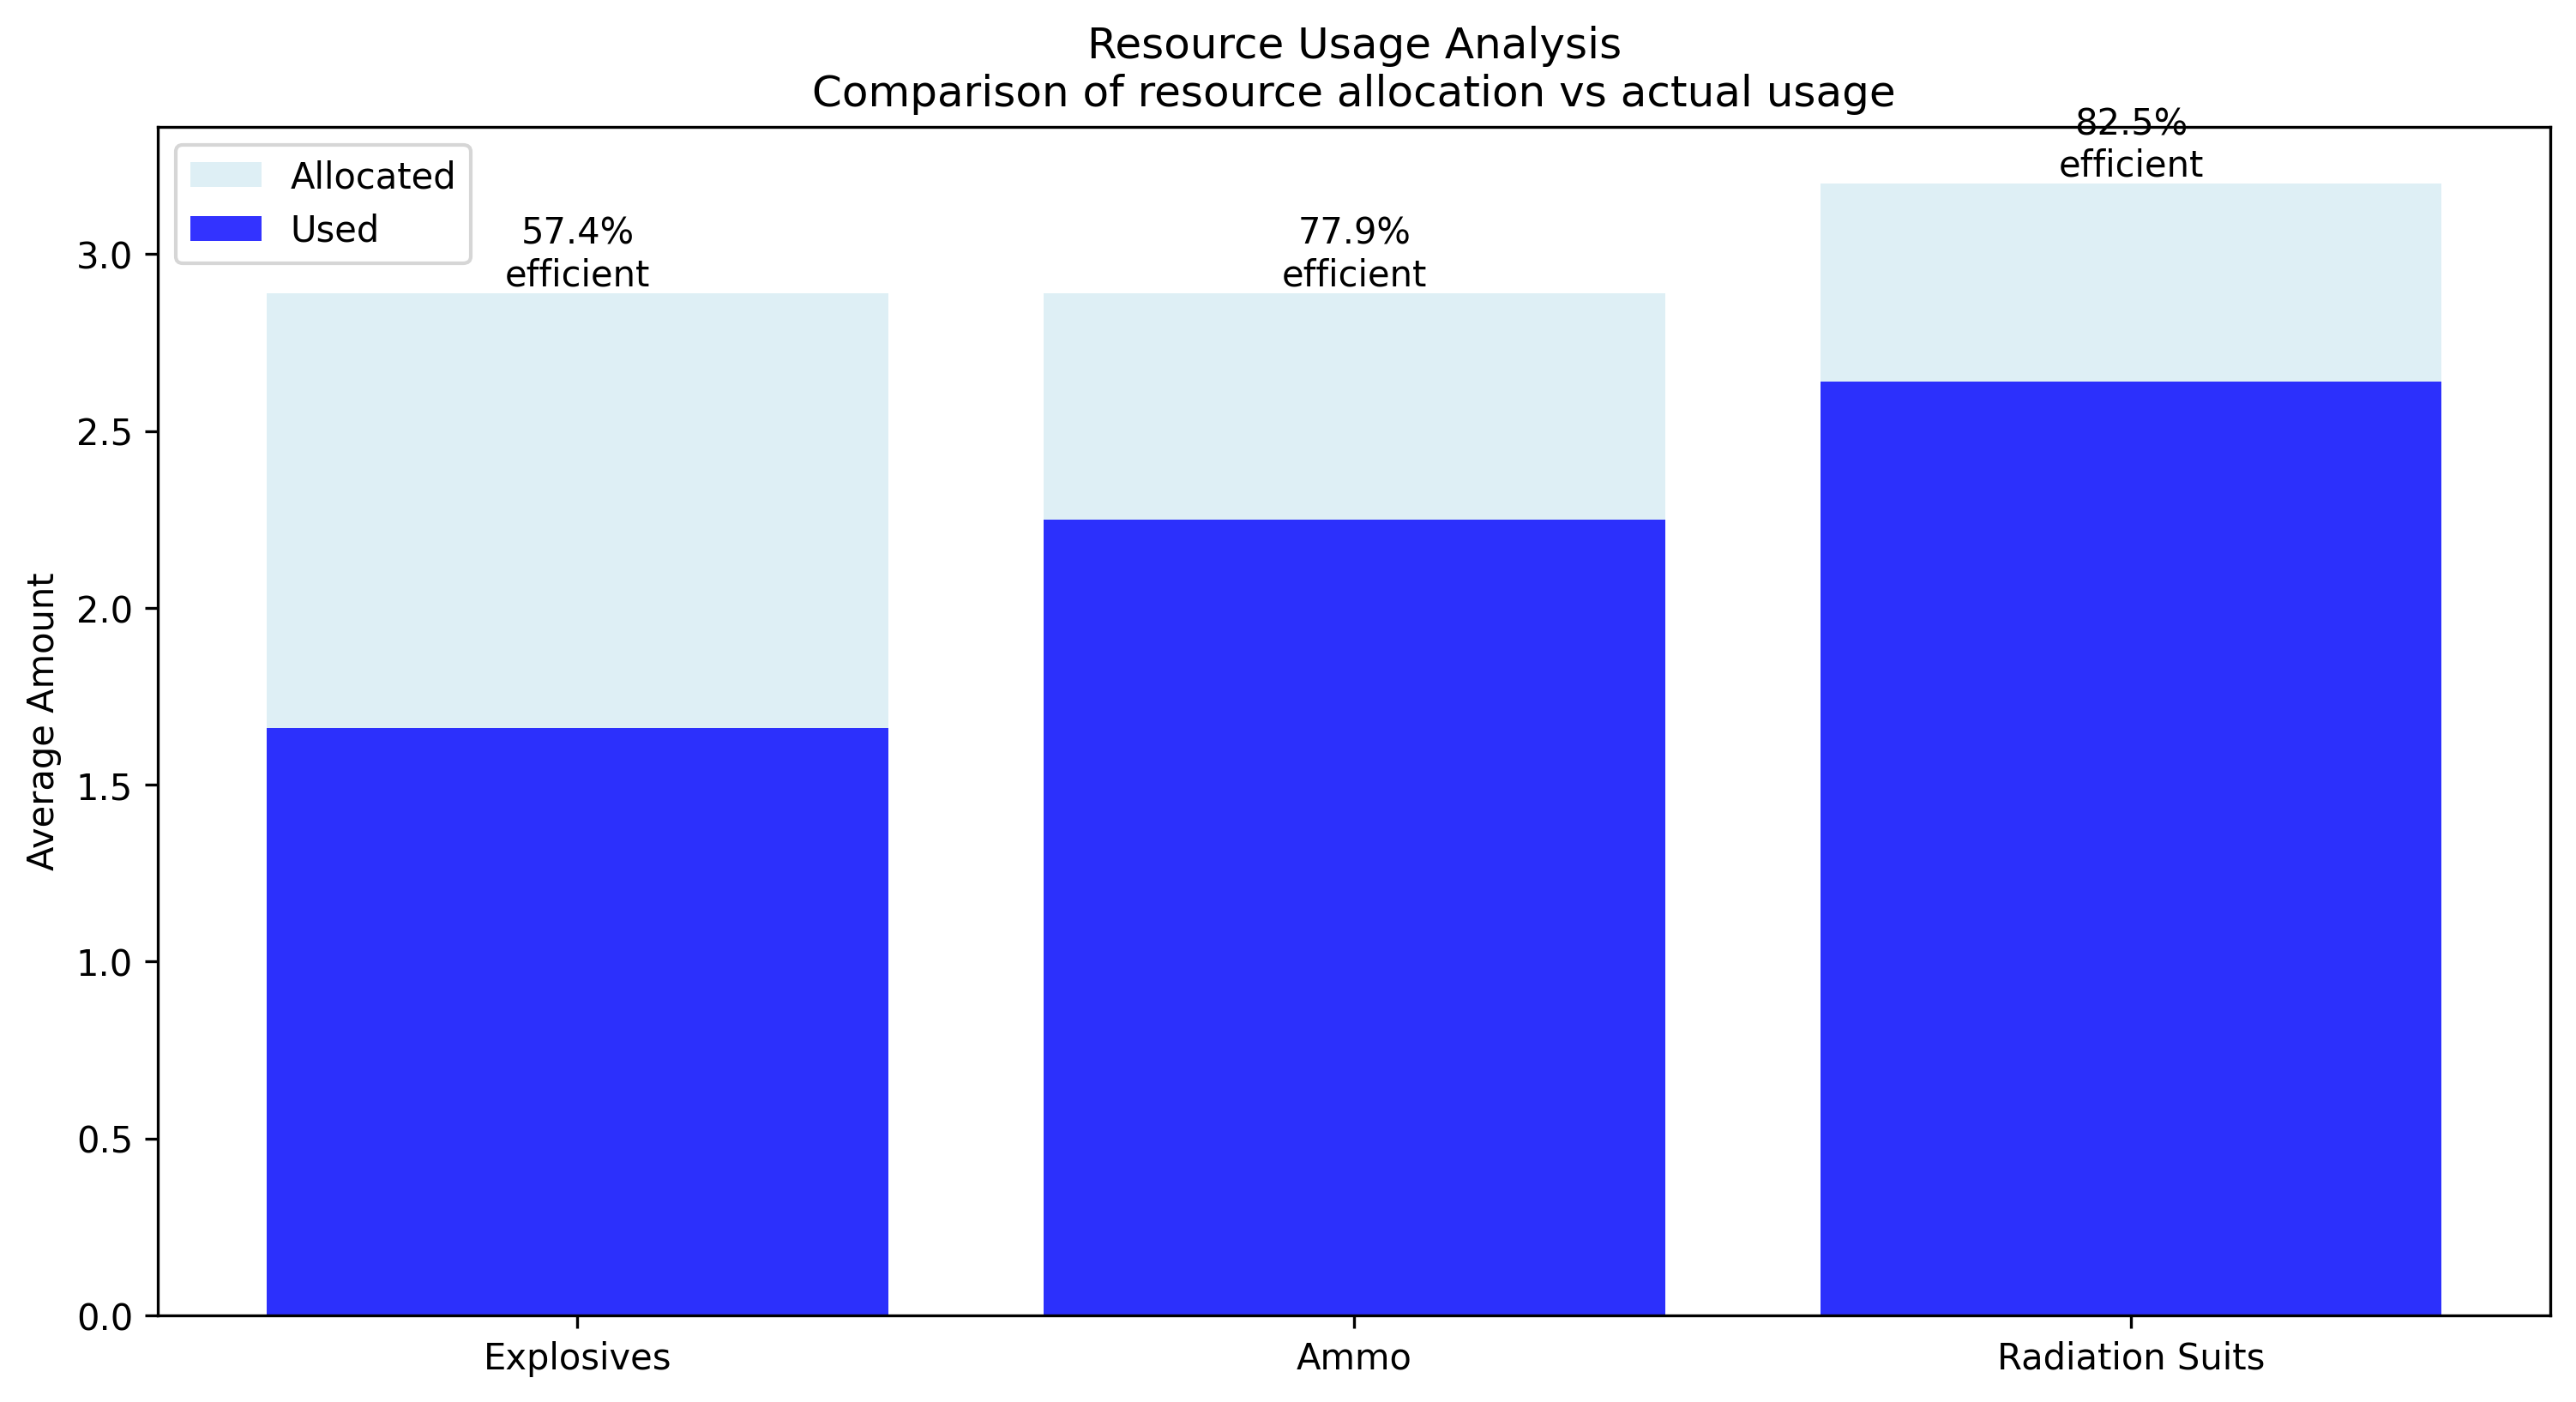 Resource Usage Analysis
Comparison of resource allocation vs actual usage
Allocated
Used
57.4%
efficient
77.9%
efficient
82.5%
efficient
Average Amount
3.0
2.5
2.0
1.5
1.0
0.5
0.0
Explosives
Ammo
Radiation Suits